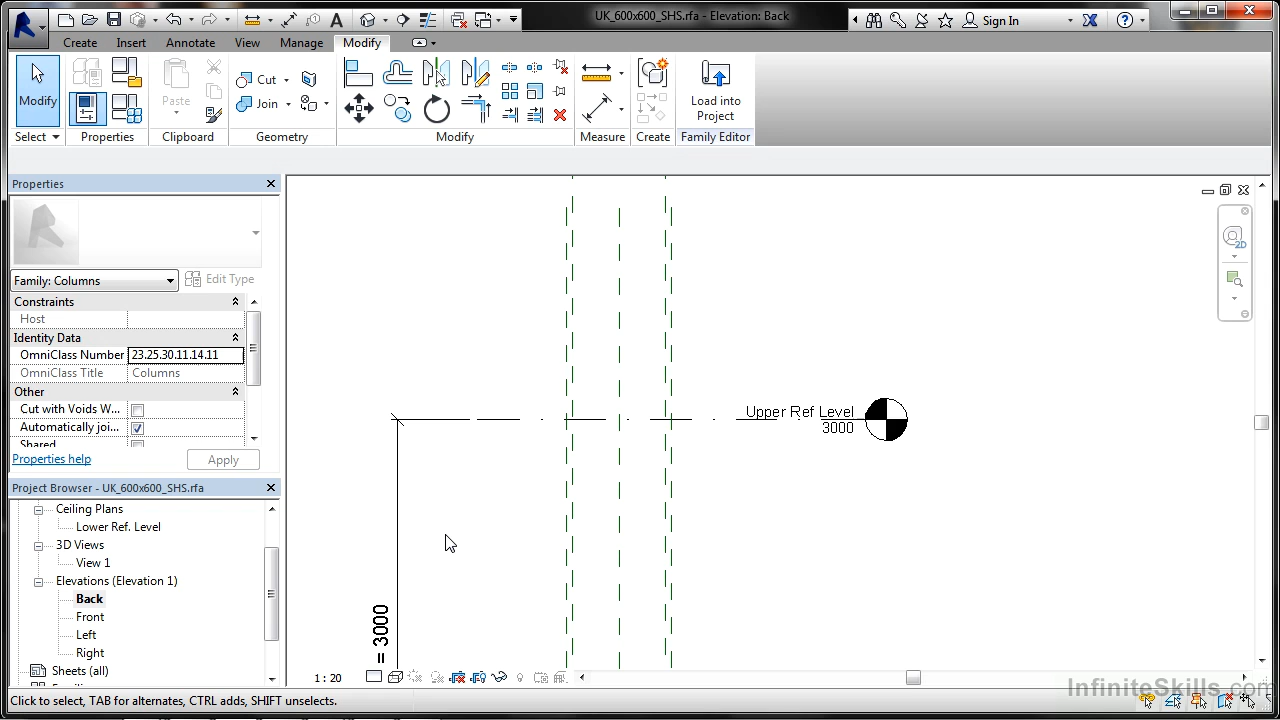 UK_600x600_SHS.rfa - Elevation: Back
Sign In
Create Insert Annotate View Manage Modify
Modify
Paste
Cut
Join
Load into
Project
Select Properties Clipboard Geometry Modify Measure Create Family Editor
Properties
Family: Columns
Edit Type
Constraints
Host
Identity Data
OmniClass Number 23.25.30.11.14.11
OmniClass Title Columns
Other
Cut with Voids W...
Automatically joi...
Shared
Properties help
Apply
Project Browser - UK_600x600_SHS.rfa
Ceiling Plans
Lower Ref. Level
3D Views
View 1
Elevations (Elevation 1)
Back
Front
Left
Right
Sheets (all)
Upper Ref Level
3000
= 3000
2D
1 : 20
InfiniteSkills.com
Click to select, TAB for alternates, CTRL adds, SHIFT unselects.